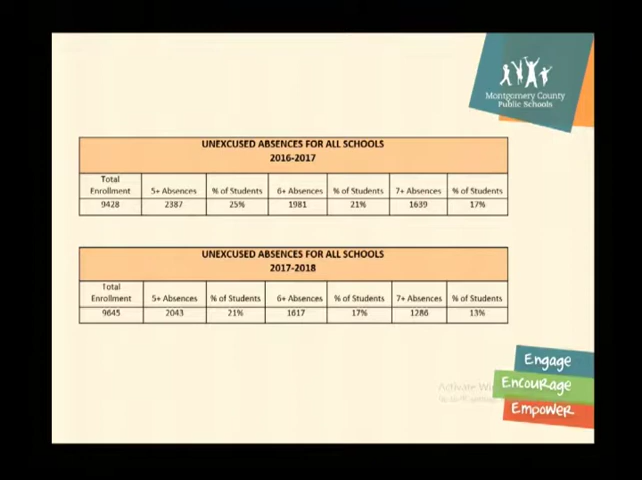 Montgomery County
Public Schools
UNEXCUSED ABSENCES FOR ALL SCHOOLS
2016-2017
Total Enrollment 5+ Absences % of Students 6+ Absences % of Students 7+ Absences % of Students
9428 2387 25% 1981 21% 1639 17%
UNEXCUSED ABSENCES FOR ALL SCHOOLS
2017-2018
Total Enrollment 5+ Absences % of Students 6+ Absences % of Students 7+ Absences % of Students
9645 2043 21% 1617 17% 1286 13%
Engage
Activate
Encourage
Empower